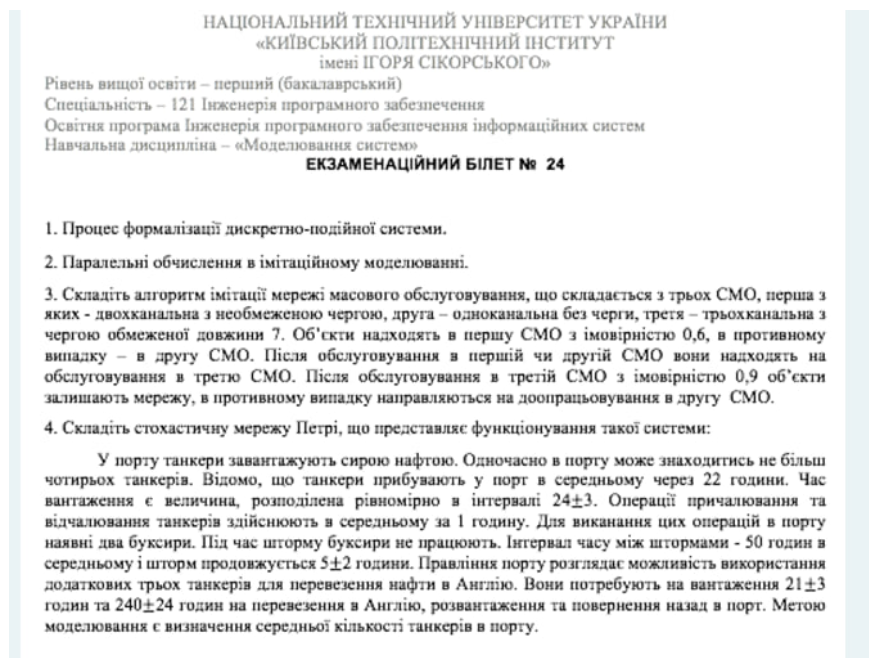 НАЦІОНАЛЬНИЙ ТЕХНІЧНИЙ УНІВЕРСИТЕТ УКРАЇНИ
«КИЇВСЬКИЙ ПОЛІТЕХНІЧНИЙ ІНСТИТУТ
імені ІГОРЯ СІКОРСЬКОГО»
Рівень вищої освіти – перший (бакалаврський)
Спеціальність – 121 Інженерія програмного забезпечення
Освітня програма Інженерія програмного забезпечення інформаційних систем
Навчальна дисципліна – «Моделювання систем»
ЕКЗАМЕНАЦІЙНИЙ БІЛЕТ № 24
1. Процес формалізації дискретно-подійної системи.
2. Паралельні обчислення в імітаційному моделюванні.
3. Складіть алгоритм імітації мережі масового обслуговування, що складається з трьох СМО, перша з
яких - двохканальна з необмеженою чергою, друга – одноканальна без черги, третя – трьохканальна з
чергою обмеженої довжини 7. Об’єкти надходять в першу СМО з імовірністю 0,6, в противному
випадку – в другу СМО. Після обслуговування в першій чи другій СМО вони надходять на
обслуговування в третю СМО. Після обслуговування в третій СМО з імовірністю 0,9 об’єкти
залишають мережу, в противному випадку направляються на доопрацьовування в другу СМО.
4. Складіть стохастичну мережу Петрі, що представляє функціонування такої системи:
У порту танкери завантажують сирою нафтою. Одночасно в порту може знаходитись не більш
чотирьох танкерів. Відомо, що танкери прибувають у порт в середньому через 22 години. Час
вантаження є величина, розподілена рівномірно в інтервалі 24±3. Операції причалювання та
відчалювання танкерів здійснюють в середньому за 1 годину. Для виканання цих операцій в порту
наявні два буксири. Під час шторму буксири не працюють. Інтервал часу між штормами - 50 годин в
середньому і шторм продовжується 5±2 години. Правління порту розглядає можливість використання
додаткових трьох танкерів для перевезення нафти в Англію. Вони потребують на вантаження 21±3
годин та 240±24 годин на перевезення в Англію, розвантаження та повернення назад в порт. Метою
моделювання є визначення середньої кількості танкерів в порту.